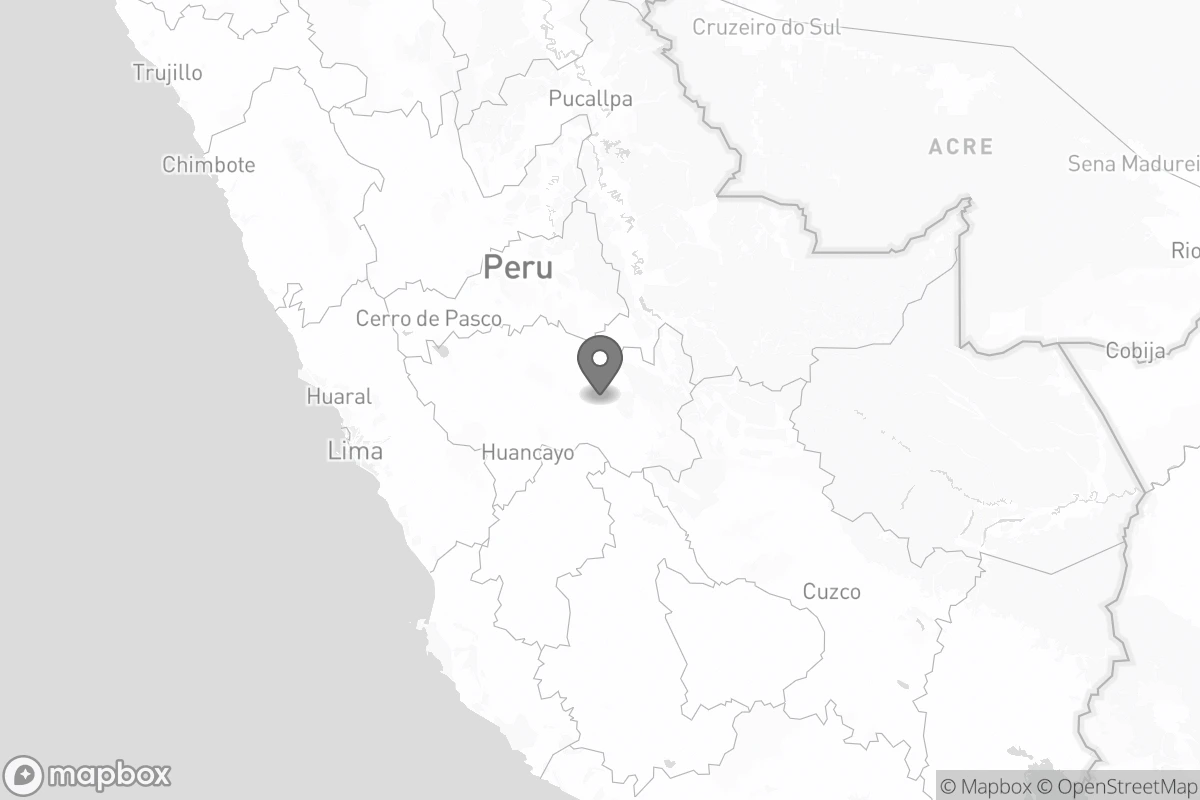 Cruzeiro do Sul
Trujillo
Pucallpa
ACRE
Chimbote
Sena Madurei
Rio
Peru
Cerro de Pasco
Cobija
Huaral
Lima
Huancayo
Cuzco
mapbox
© Mapbox © OpenStreetMap